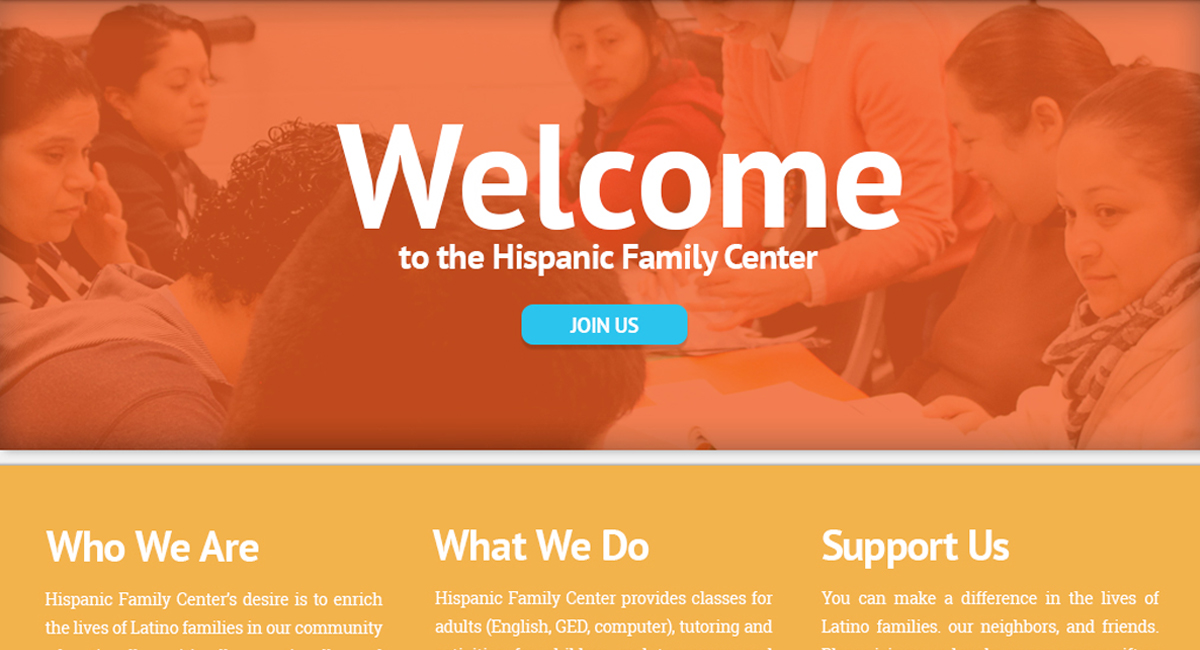 Welcome
to the Hispanic Family Center
JOIN US
Who We Are
Hispanic Family Center's desire is to enrich
the lives of Latino families in our community
What We Do
Hispanic Family Center provides classes for
adults (English, GED, computer), tutoring and
Support Us
You can make a difference in the lives of
Latino families. our neighbors, and friends.